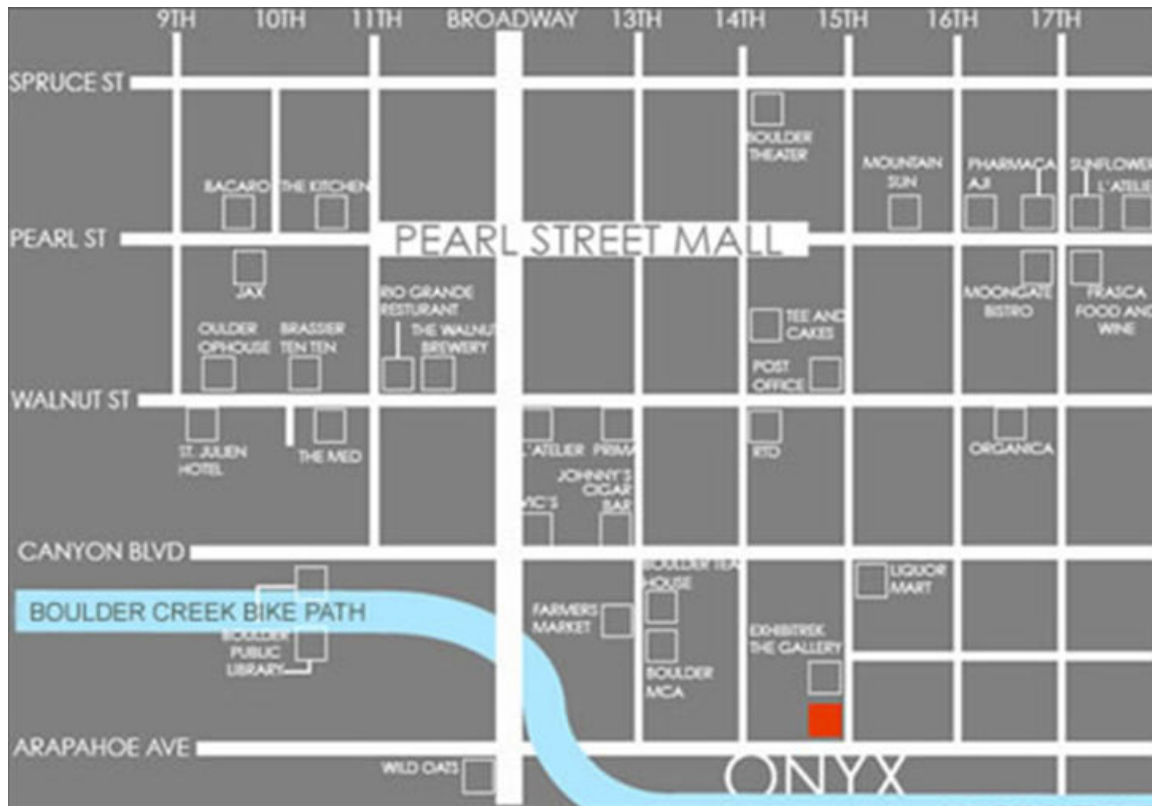 9TH 10TH 11TH BROADWAY 13TH 14TH 15TH 16TH 17TH
SPRUCE ST
BOULDER
THEATER
MOUNTAIN
SUN
PHARMACA
AJI
SUNFLOWER
L'ATELIE
BACARO
THE KITCHEN
PEARL ST
PEARL STREET MALL
JAX
RIO GRANDE
RESTURANT
THE WALNUT
BREWERY
TEE AND
CAKES
MOONGATE
BISTRO
FRASCA
FOOD AND
WINE
OULDER
OPHOUSE
BRASSIER
TEN TEN
POST
OFFICE
WALNUT ST
ST. JULIEN
HOTEL
THE MED
L'ATELIER
PRIMA
RTD
ORGANICA
JOHNNY'S
CIGAR
BAR
VIC'S
CANYON BLVD
BOULDER TEA
HOUSE
LIQUOR
MART
BOULDER CREEK BIKE PATH
FARMERS
MARKET
BOULDER
PUBLIC
LIBRARY
EXHIBITREK
THE GALLERY
BOULDER
MCA
ARAPAHOE AVE
WILD OATS
ONYX